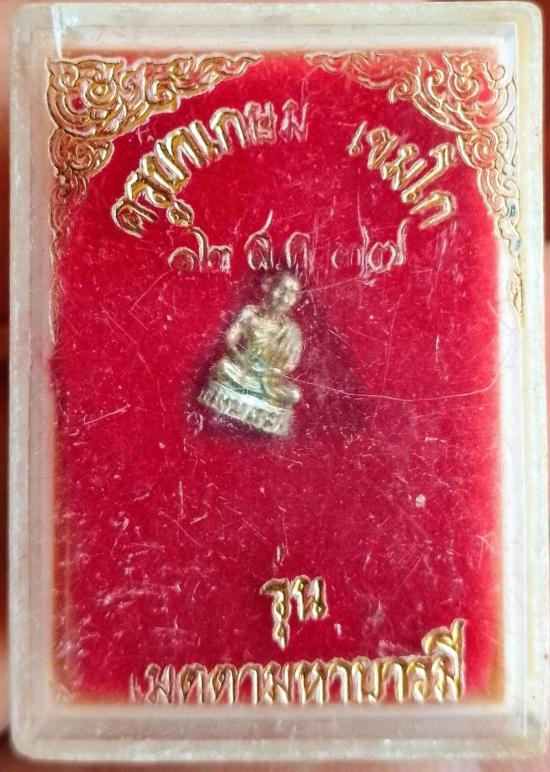 ครูบาเกษม เขมโก
๑๒ ส.ค ๓๗
รุ่น
เมตตามหาบารมี